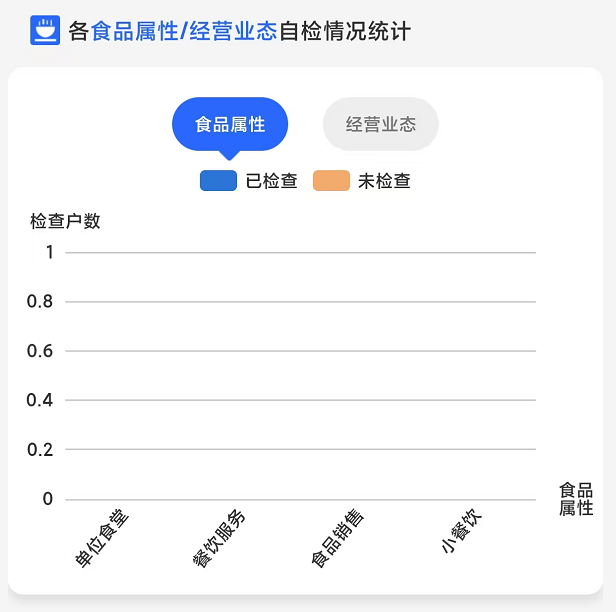 各食品属性/经营业态自检情况统计
食品属性
经营业态
已检查
未检查
检查户数
1
0.8
0.6
0.4
0.2
0
食品
属性
单位食堂
餐饮服务
食品销售
小餐饮